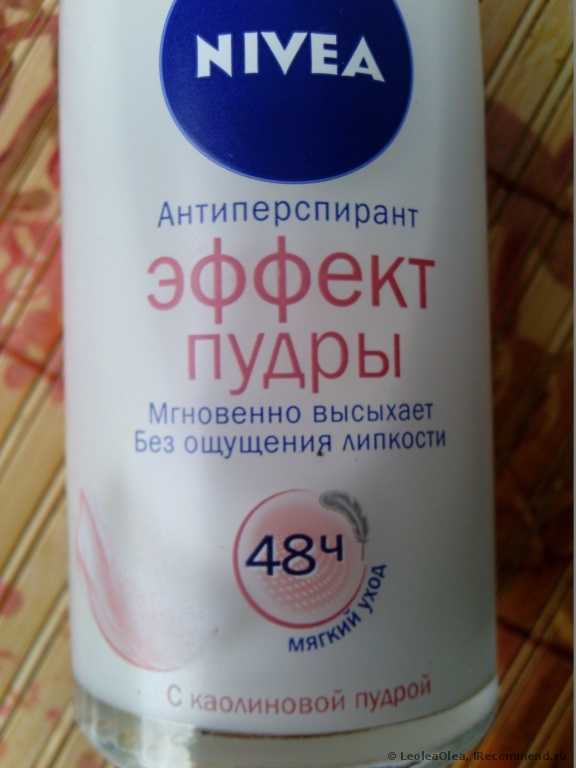 NIVEA
Антиперспирант
эффект
пудры
Мгновенно высыхает
Без ощущения липкости
48ч
мягкий уход
С каолиновой пудрой
© LeoleaOlea, IRecommend.ru